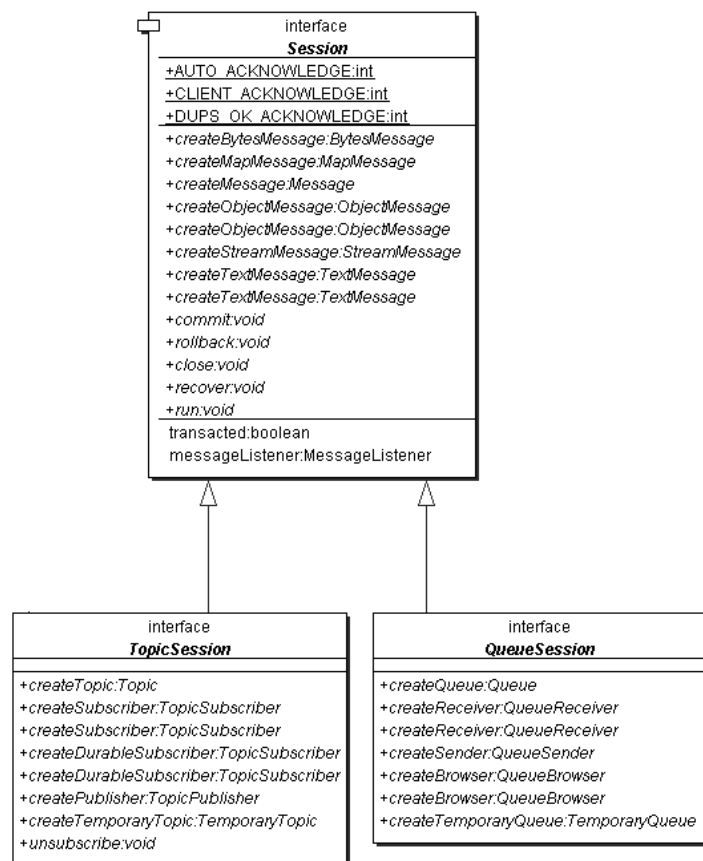 interface
Session
+AUTO_ACKNOWLEDGE:int
+CLIENT_ACKNOWLEDGE:int
+DUPS_OK_ACKNOWLEDGE:int
+createBytesMessage:BytesMessage
+createMapMessage:MapMessage
+createMessage:Message
+createObjectMessage:ObjectMessage
+createObjectMessage:ObjectMessage
+createStreamMessage:StreamMessage
+createTextMessage:TextMessage
+createTextMessage:TextMessage
+commit:void
+rollback:void
+close:void
+recover:void
+run:void
transacted:boolean
messageListener:MessageListener
interface
TopicSession
+createTopic:Topic
+createSubscriber:TopicSubscriber
+createSubscriber:TopicSubscriber
+createDurableSubscriber:TopicSubscriber
+createDurableSubscriber:TopicSubscriber
+createPublisher:TopicPublisher
+createTemporaryTopic:TemporaryTopic
+unsubscribe:void
interface
QueueSession
+createQueue:Queue
+createReceiver:QueueReceiver
+createReceiver:QueueReceiver
+createSender:QueueSender
+createBrowser:QueueBrowser
+createBrowser:QueueBrowser
+createTemporaryQueue:TemporaryQueue